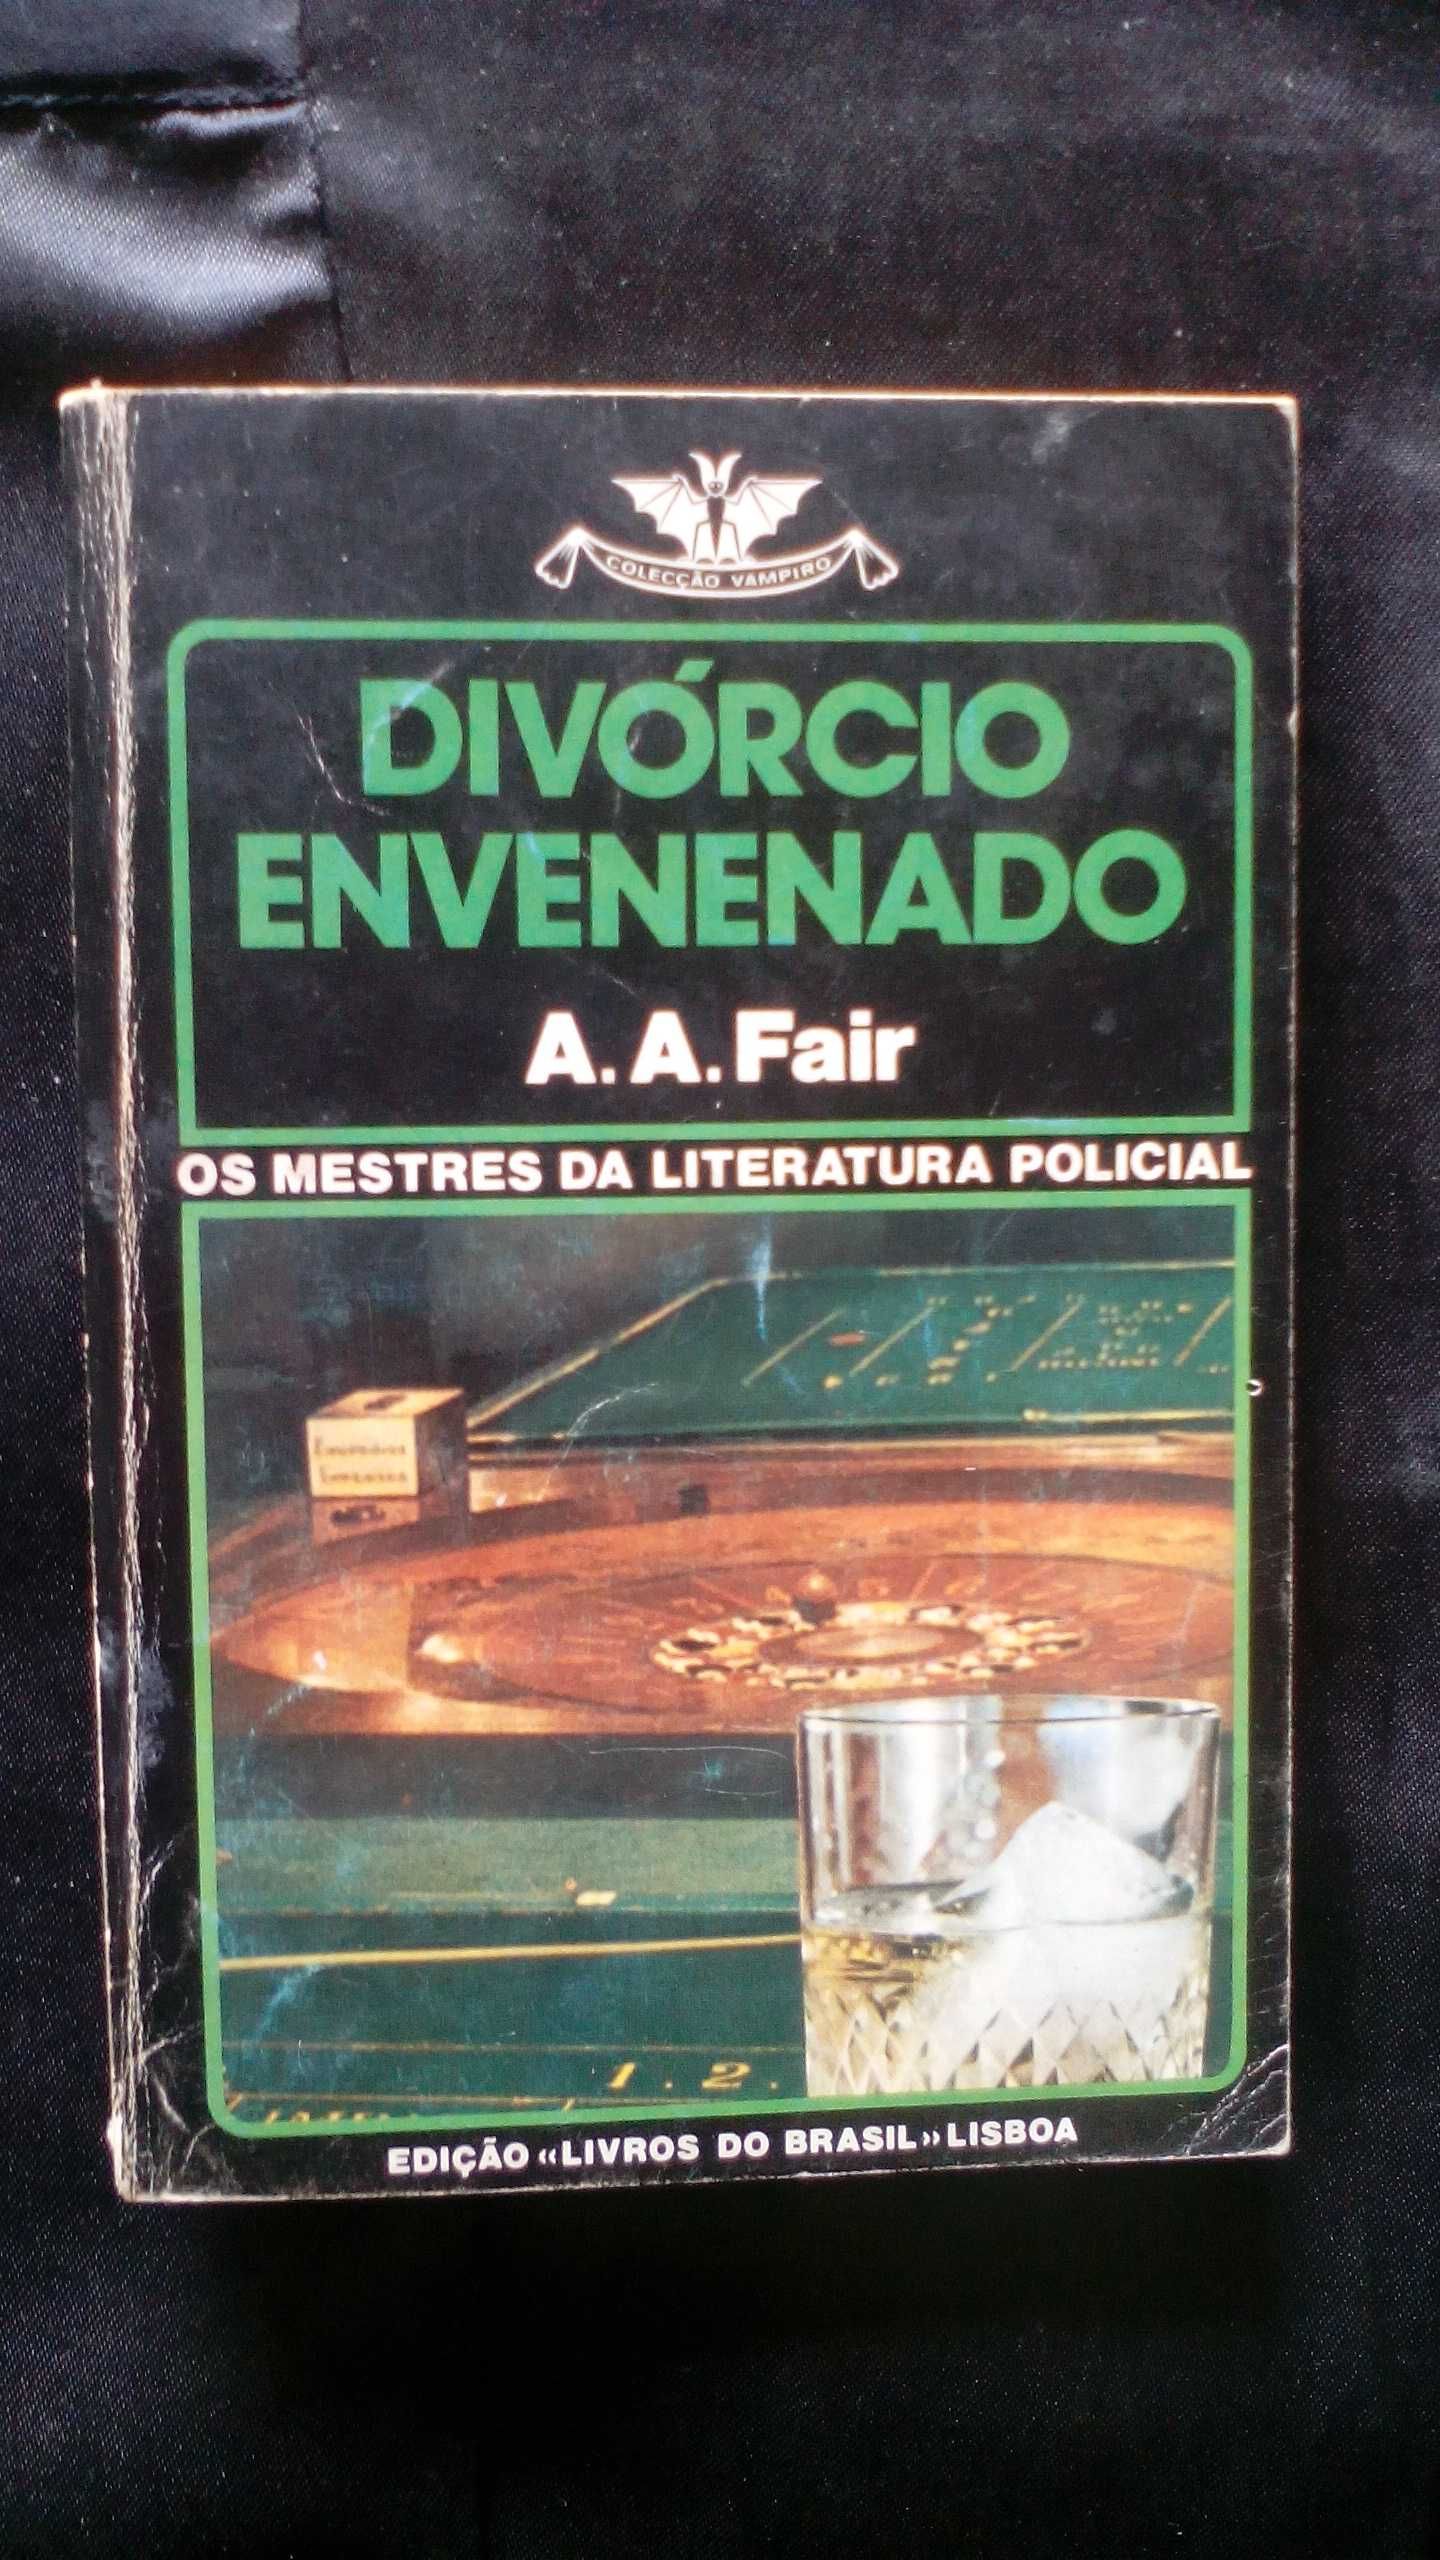 COLECÇÃO VAMPIRO
DIVÓRCIO
ENVENENADO
A. A. Fair
OS MESTRES DA LITERATURA POLICIAL
1 . 2 .
EDIÇÃO «LIVROS DO BRASIL» LISBOA